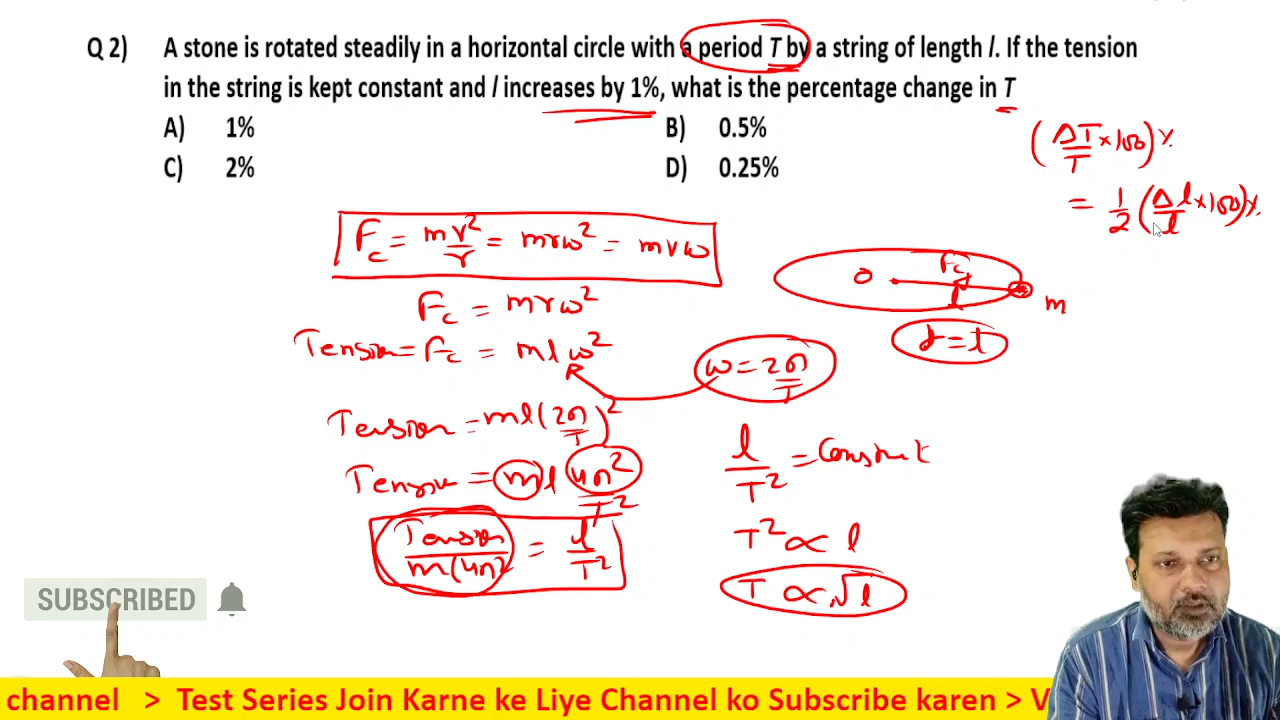 Q 2) A stone is rotated steadily in a horizontal circle with a period T by a string of length l. If the tension
in the string is kept constant and l increases by 1%, what is the percentage change in T
A) 1% B) 0.5%
C) 2% D) 0.25%
(ΔT/T × 100)%
= 1/2 (Δl/l × 100)%
Fc = mv²/r = mrω² = mvω
Fc = mrω²
Tension = Fc = mlω²
O Fc l m
r = l
ω = 2π/T
Tension = ml(2π/T)²
Tension = m l 4π²/T²
Tension/m(4π²) = l/T²
l/T² = Constant
T² ∝ l
T ∝ √l
SUBSCRIBED
channel > Test Series Join Karne ke Liye Channel ko Subscribe karen > V